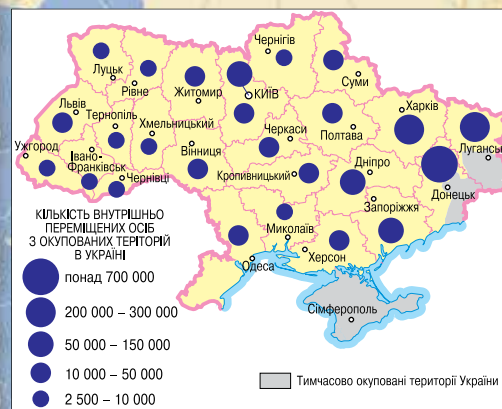 Чернігів
Луцьк
Рівне
Житомир
КИЇВ
Суми
Львів
Тернопіль
Хмельницький
Харків
Полтава
Черкаси
Луганськ
Ужгород
Івано-
Франківськ
Чернівці
Вінниця
Кропивницький
Дніпро
Донецьк
Запоріжжя
Миколаїв
Одеса
Херсон
Сімферополь
КІЛЬКІСТЬ ВНУТРІШНЬО
ПЕРЕМІЩЕНИХ ОСІБ
З ОКУПОВАНИХ ТЕРІТОРІЙ
В УКРАЇНІ
понад 700 000
200 000 – 300 000
50 000 – 150 000
10 000 – 50 000
2 500 – 10 000
Тимчасово окуповані території України